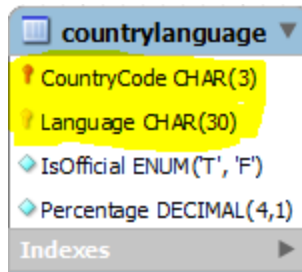 countrylanguage
CountryCode CHAR(3)
Language CHAR(30)
IsOfficial ENUM('T', 'F')
Percentage DECIMAL(4,1)
Indexes